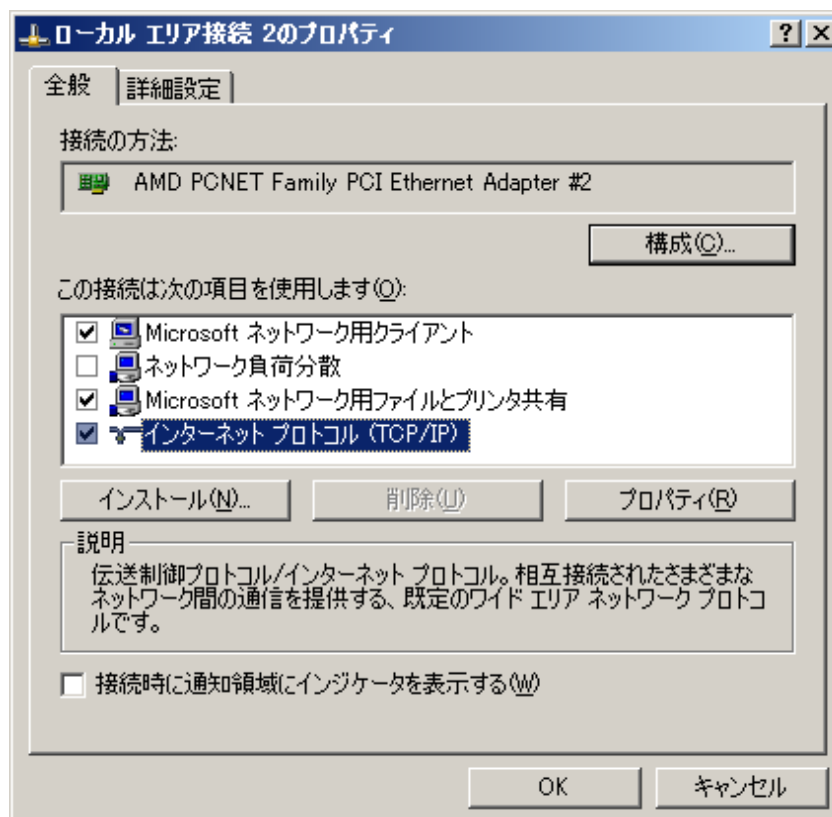 ローカル エリア接続 2のプロパティ
全般
詳細設定
接続の方法:
AMD PCNET Family PCI Ethernet Adapter #2
構成(C)...
この接続は次の項目を使用します(O):
Microsoft ネットワーク用クライアント
ネットワーク負荷分散
Microsoft ネットワーク用ファイルとプリンタ共有
インターネット プロトコル (TCP/IP)
インストール(N)...
削除(U)
プロパティ(R)
説明
伝送制御プロトコル/インターネット プロトコル。相互接続されたさまざまな
ネットワーク間の通信を提供する、既定のワイド エリア ネットワーク プロトコ
ルです。
接続時に通知領域にインジケータを表示する(W)
OK
キャンセル